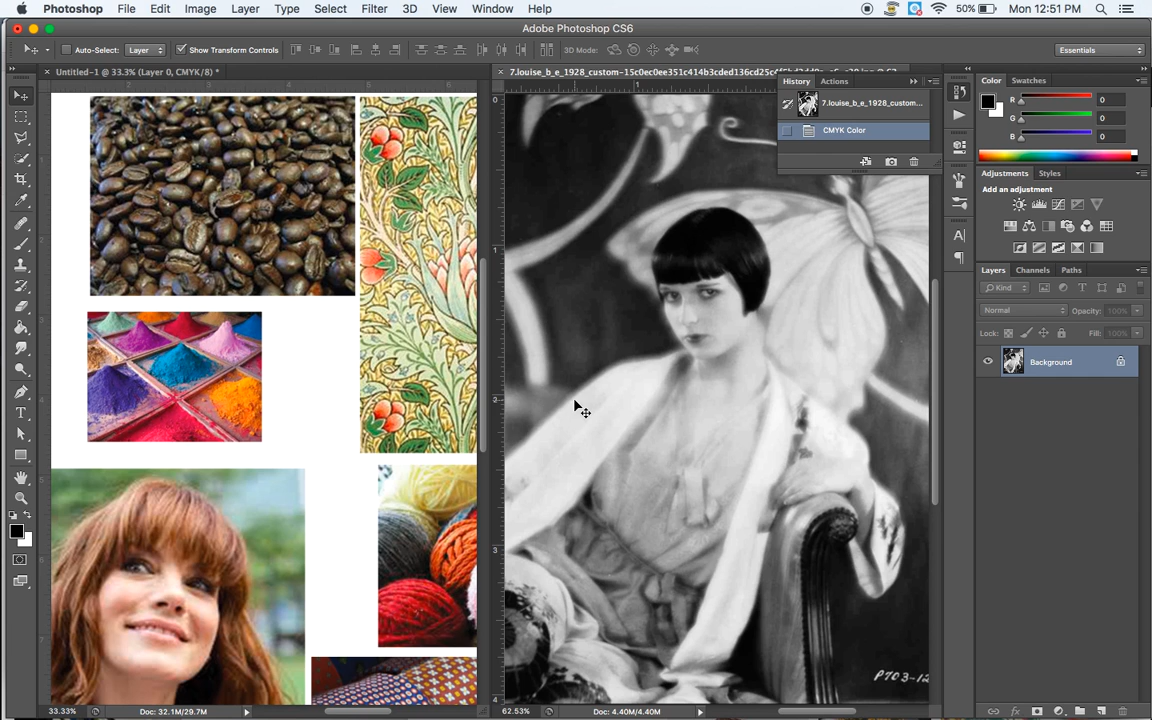 Photoshop File Edit Image Layer Type Select Filter 3D View Window Help 50% Mon 12:51 PM
Adobe Photoshop CS6
Auto-Select: Layer Show Transform Controls 3D Mode: Essentials
Untitled-1 @ 33.3% (Layer 0, CMYK/8) *
History Actions
7.louise_b_e_1928_custom...
CMYK Color
Color Swatches
R 0
G 0
B 0
Adjustments Styles
Add an adjustment
Layers Channels Paths
Kind
Normal Opacity: 100%
Lock: Fill: 100%
Background
P703-12
33.33% Doc: 32.1M/29.7M
62.53% Doc: 4.40M/4.40M